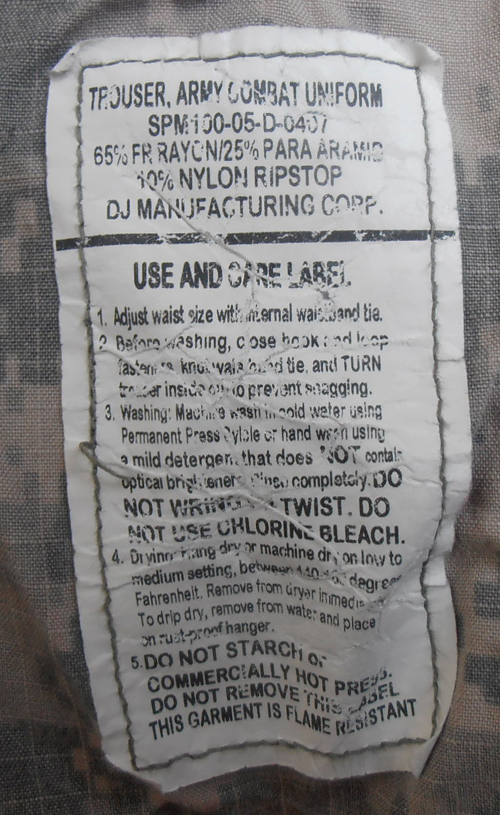 TROUSER, ARMY COMBAT UNIFORM
SPM100-05-D-0407
65% FR RAYON/25% PARA ARAMID
10% NYLON RIPSTOP
DJ MANUFACTURING CORP.
USE AND CARE LABEL
1. Adjust waist size with internal waistband tie.
2. Before washing, close hook and loop
fasteners, knot waistband tie, and TURN
trouser inside out to prevent snagging.
3. Washing: Machine wash in cold water using
Permanent Press Cylcle or hand wash using
a mild detergent that does NOT contain
optical brighteners. Rinse completely. DO
NOT WRING TWIST. DO
NOT USE CHLORINE BLEACH.
4. Drying: Hang dry or machine dry on low to
medium setting, between degrees
Fahrenheit. Remove from dryer immediately.
To drip dry, remove from water and place
on rust-proof hanger.
5. DO NOT STARCH or
COMMERCIALLY HOT PRESS.
DO NOT REMOVE THIS LABEL
THIS GARMENT IS FLAME RESISTANT